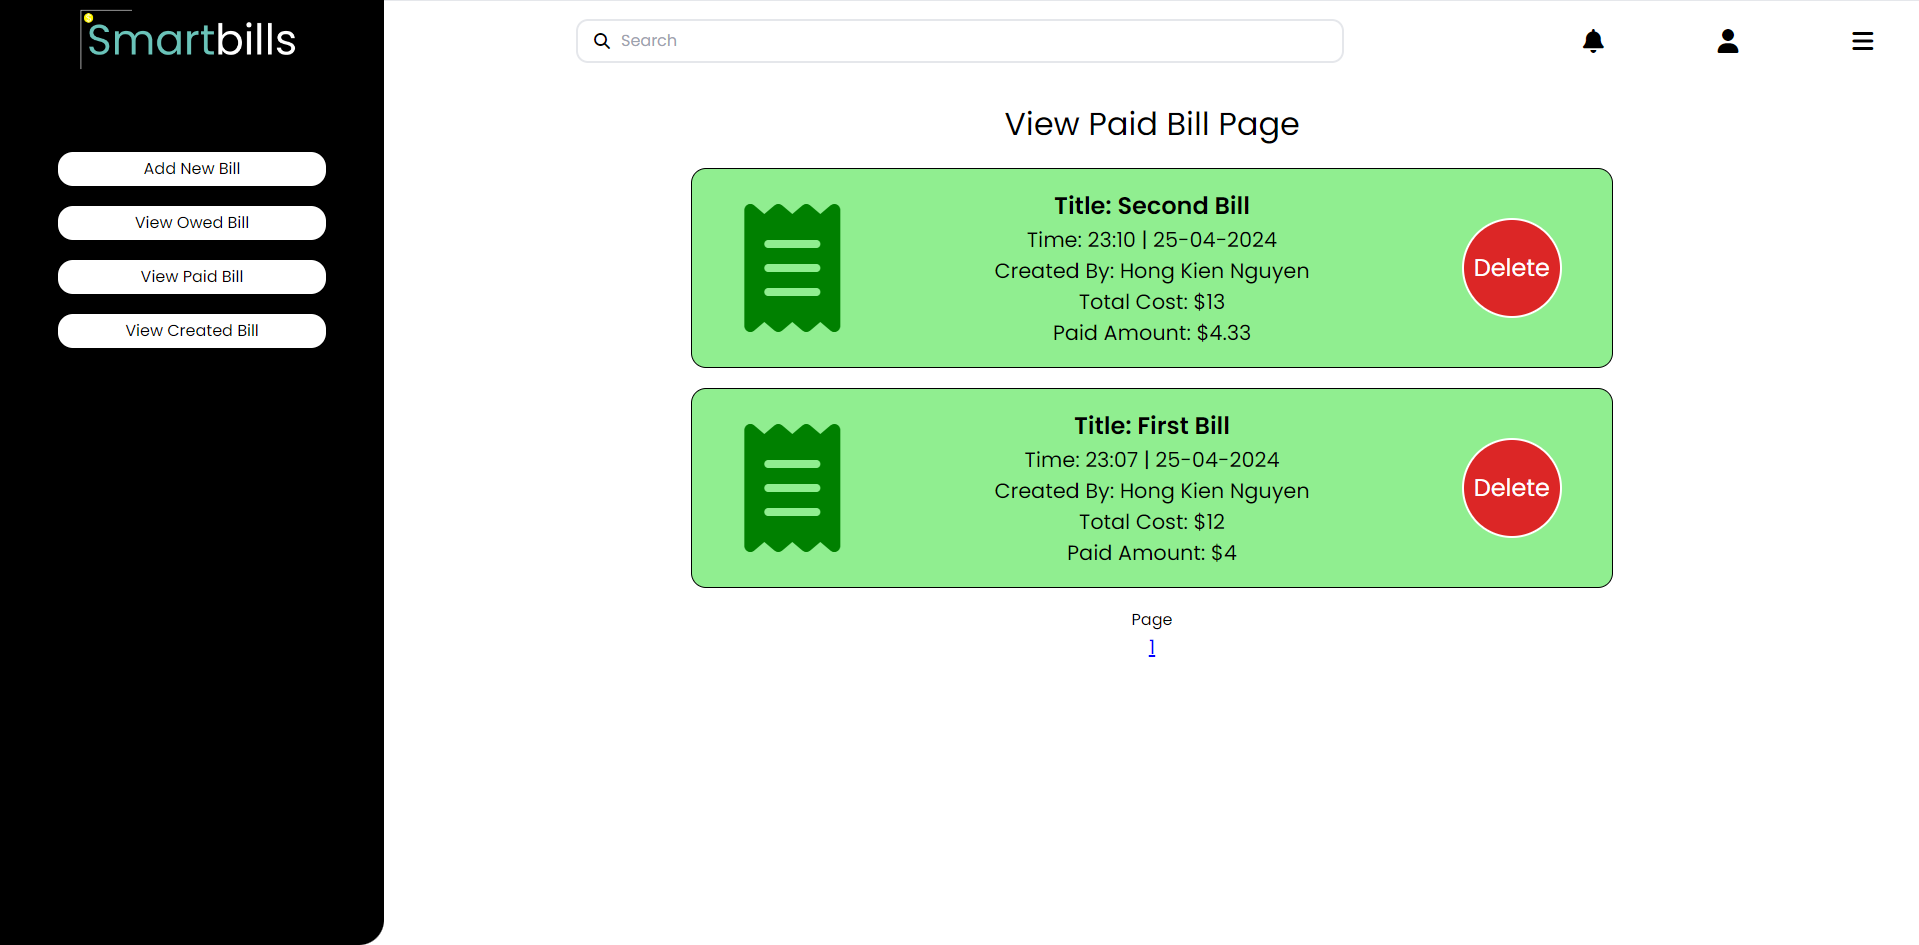 Smartbills
Search
Add New Bill
View Owed Bill
View Paid Bill
View Created Bill
View Paid Bill Page
Title: Second Bill
Time: 23:10 | 25-04-2024
Created By: Hong Kien Nguyen
Total Cost: $13
Paid Amount: $4.33
Delete
Title: First Bill
Time: 23:07 | 25-04-2024
Created By: Hong Kien Nguyen
Total Cost: $12
Paid Amount: $4
Delete
Page
1